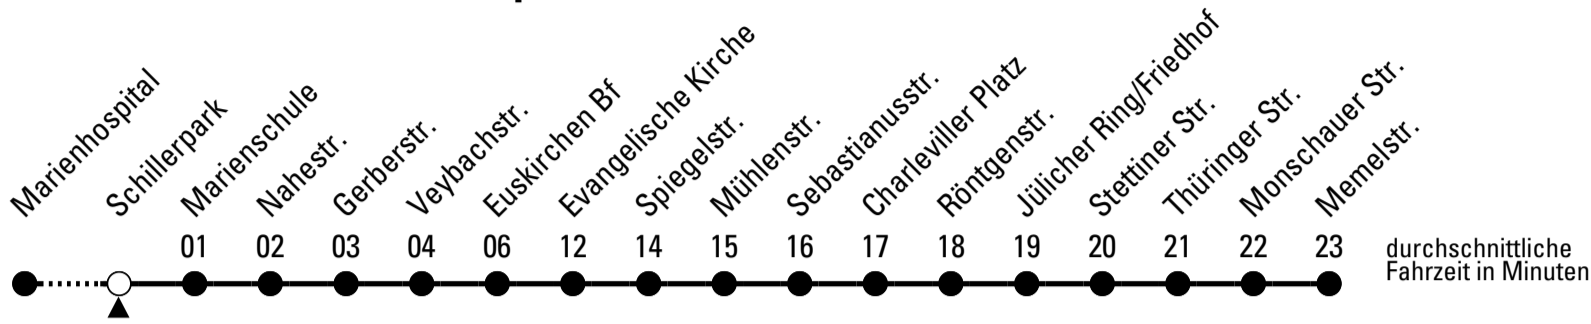 Marienhospital
Schillerpark
Marienschule
Nahestr.
Gerberstr.
Veybachstr.
Euskirchen Bf
Evangelische Kirche
Spiegelstr.
Mühlenstr.
Sebastianusstr.
Charleviller Platz
Röntgenstr.
Jülicher Ring/Friedhof
Stettiner Str.
Thüringer Str.
Monschauer Str.
Memelstr.
01 02 03 04 06 12 14 15 16 17 18 19 20 21 22 23
durchschnittliche
Fahrzeit in Minuten